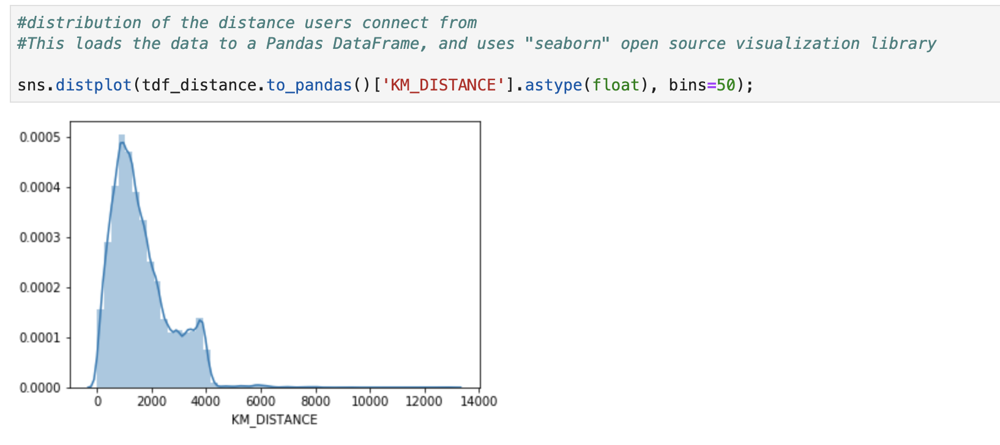 #distribution of the distance users connect from
#This loads the data to a Pandas DataFrame, and uses "seaborn" open source visualization library
sns.distplot(tdf_distance.to_pandas()['KM_DISTANCE'].astype(float), bins=50);
0.0005
0.0004
0.0003
0.0002
0.0001
0.0000
0 2000 4000 6000 8000 10000 12000 14000
KM_DISTANCE